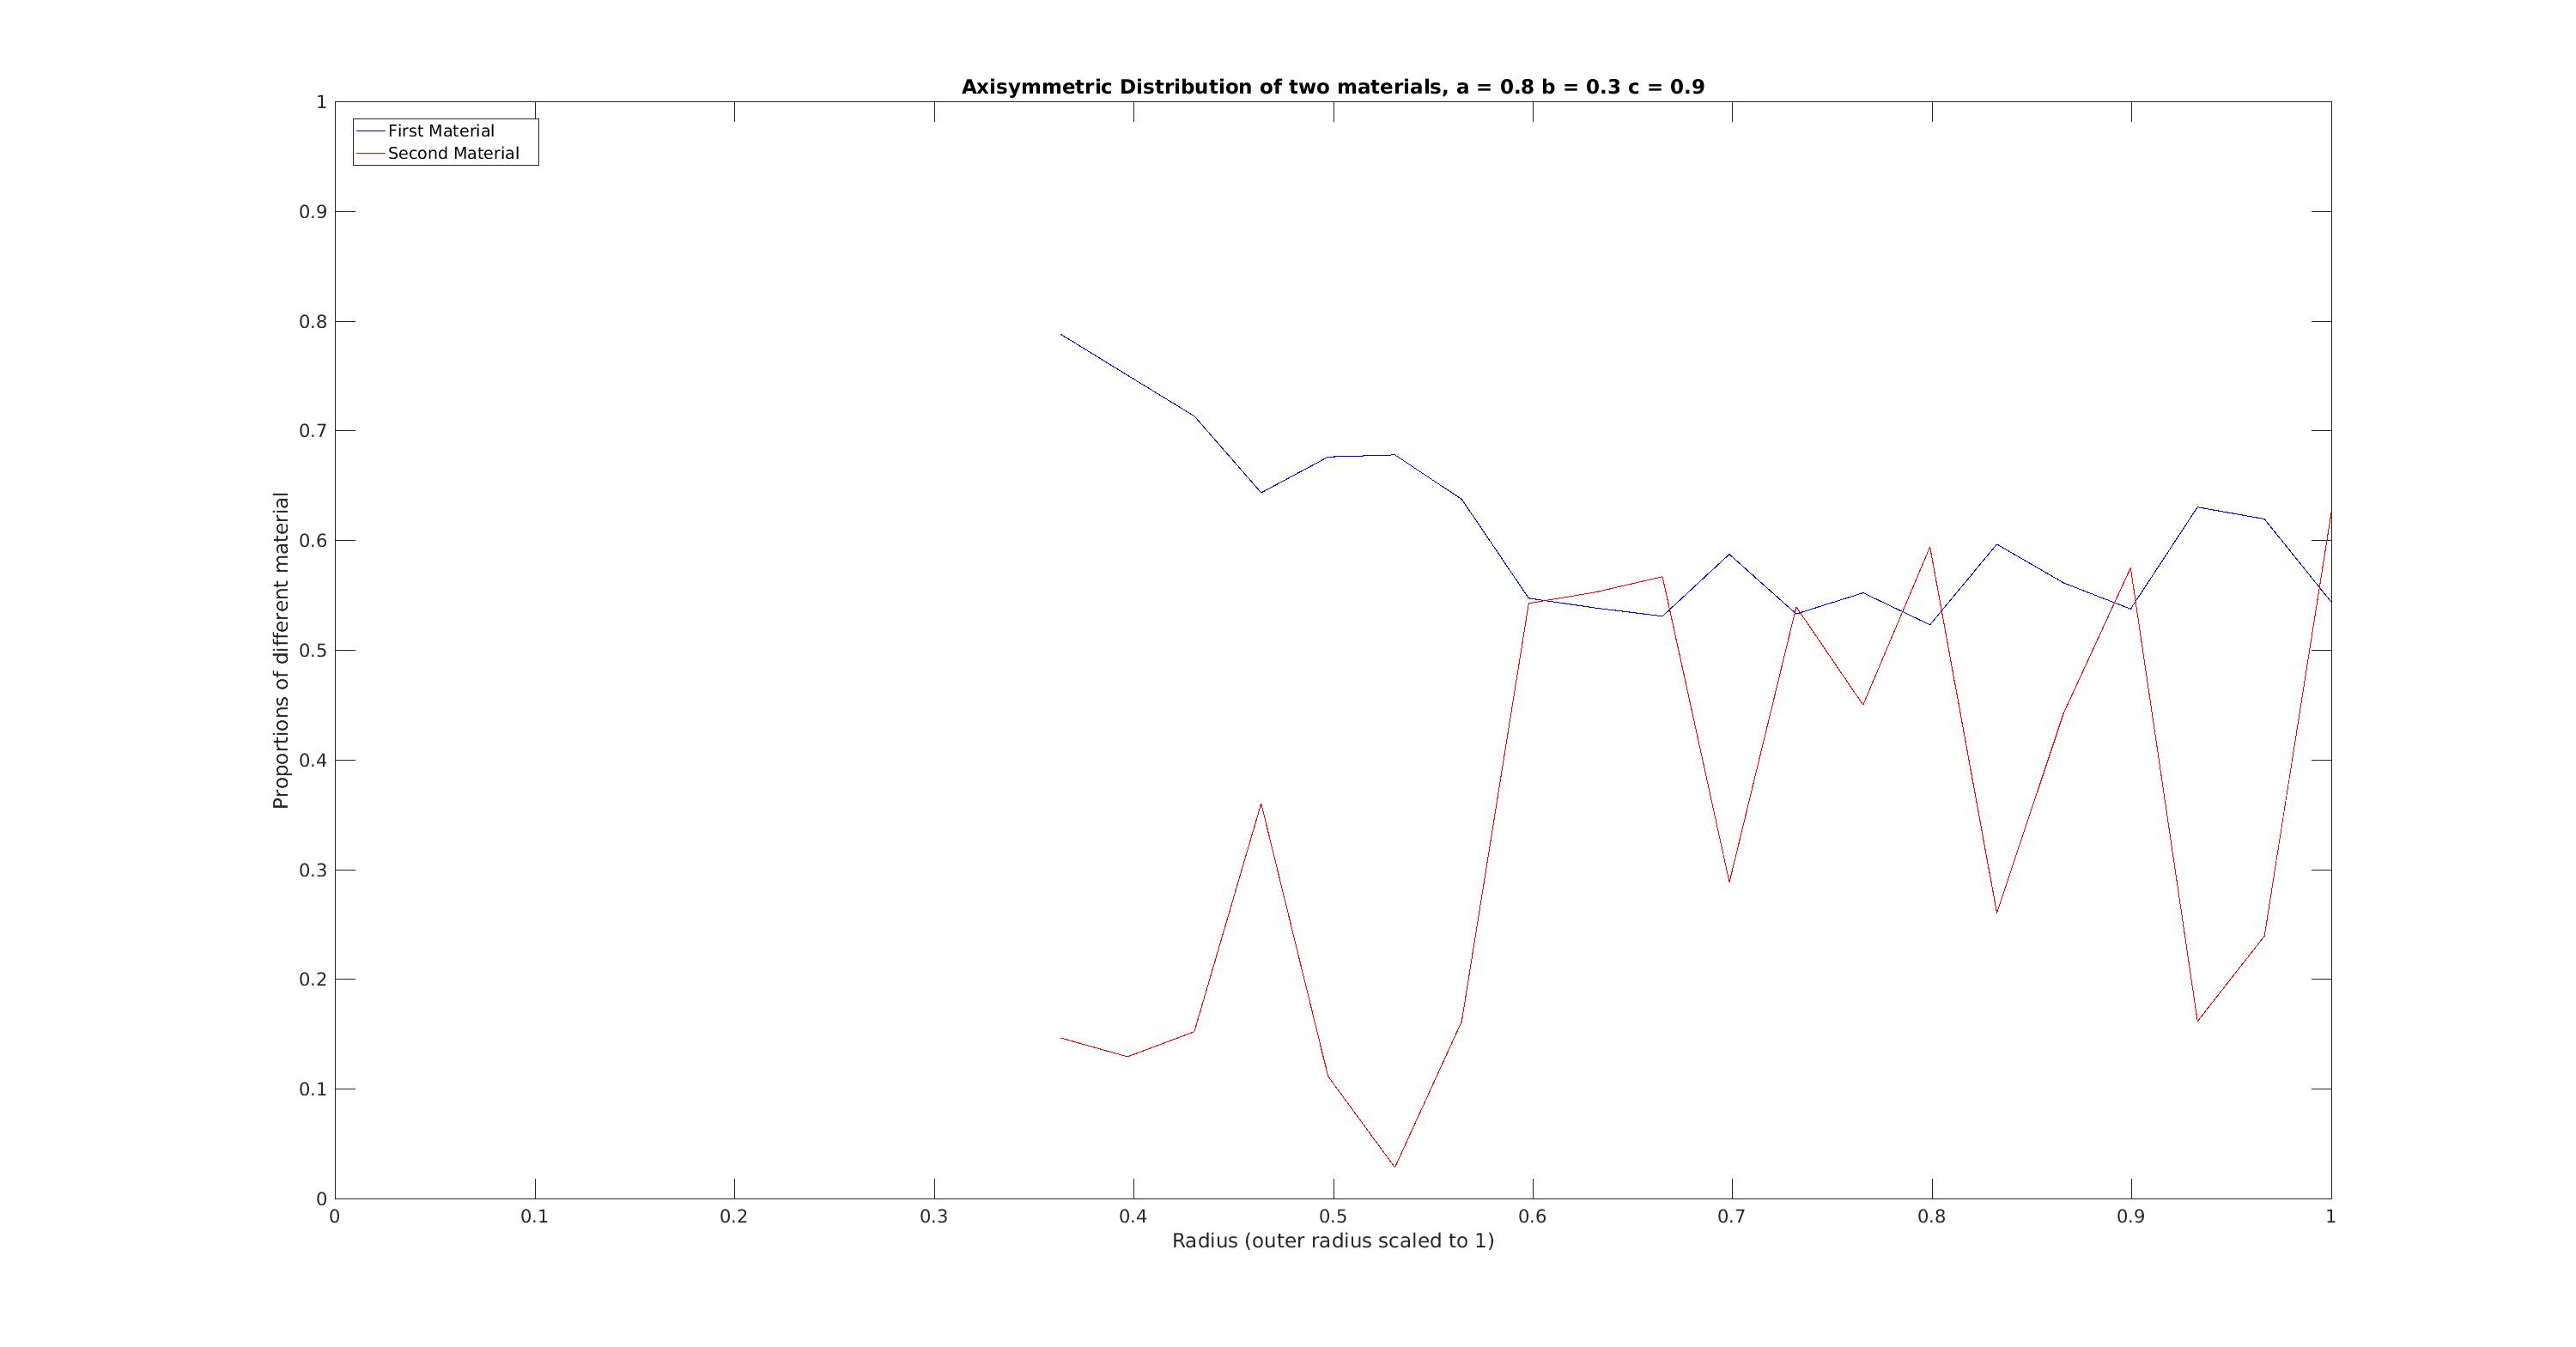 Axisymmetric Distribution of two materials, a = 0.8 b = 0.3 c = 0.9
First Material
Second Material
Proportions of different material
1
0.9
0.8
0.7
0.6
0.5
0.4
0.3
0.2
0.1
0
0 0.1 0.2 0.3 0.4 0.5 0.6 0.7 0.8 0.9 1
Radius (outer radius scaled to 1)